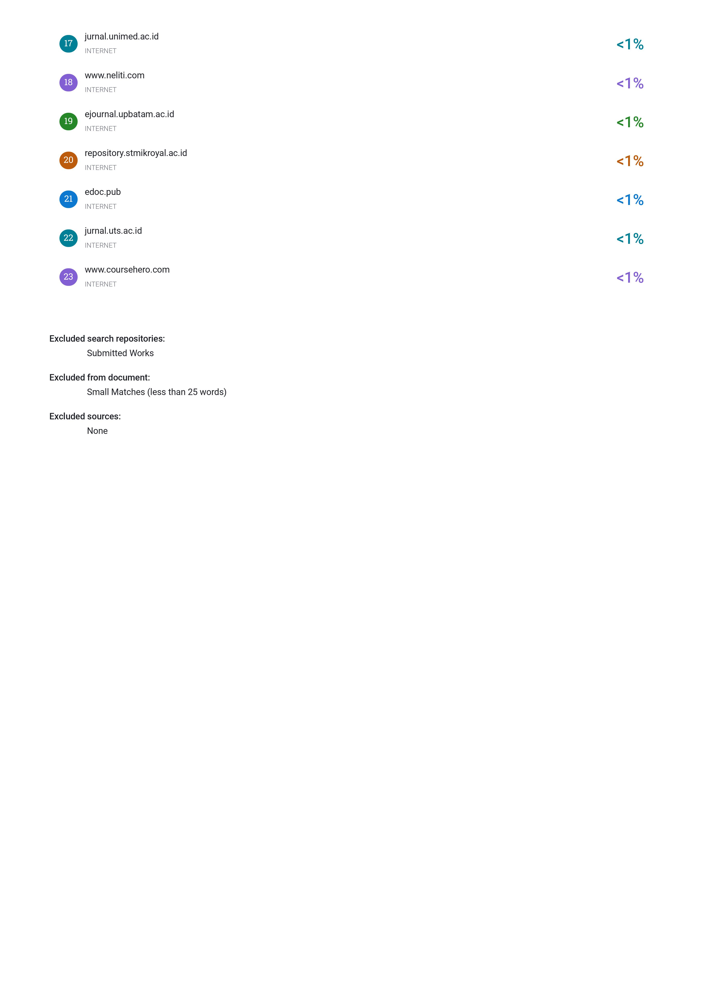 17
jurnal.unimed.ac.id
INTERNET
<1%
18
www.neliti.com
INTERNET
<1%
19
ejournal.upbatam.ac.id
INTERNET
<1%
20
repository.stmikroyal.ac.id
INTERNET
<1%
21
edoc.pub
INTERNET
<1%
22
jurnal.uts.ac.id
INTERNET
<1%
23
www.coursehero.com
INTERNET
<1%
Excluded search repositories:
Submitted Works
Excluded from document:
Small Matches (less than 25 words)
Excluded sources:
None